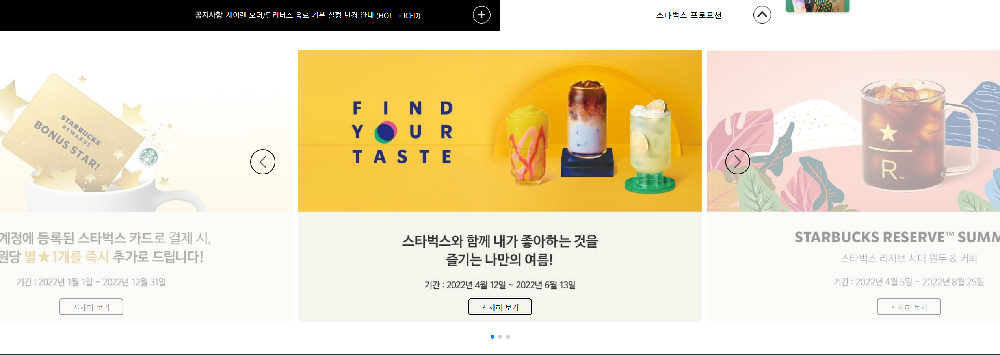 공지사항 사이렌 오더/딜리버스 음료 기본 설정 변경 안내 (HOT → ICED)
스타벅스 프로모션
STARBUCKS
REWARDS
BONUS STAR!
계정에 등록된 스타벅스 카드로 결제 시,
원당 별★1개를 즉시 추가로 드립니다!
기간 : 2022년 1월 1일 ~ 2022년 12월 31일
자세히 보기
FIND
YOUR
TASTE
스타벅스와 함께 내가 좋아하는 것을
즐기는 나만의 여름!
기간 : 2022년 4월 12일 ~ 2022년 6월 13일
자세히 보기
R™
STARBUCKS RESERVE™ SUMM
스타벅스 리저브 서머 원두 & 커피
기간 : 2022년 4월 5일 ~ 2022년 8월 25일
자세히 보기